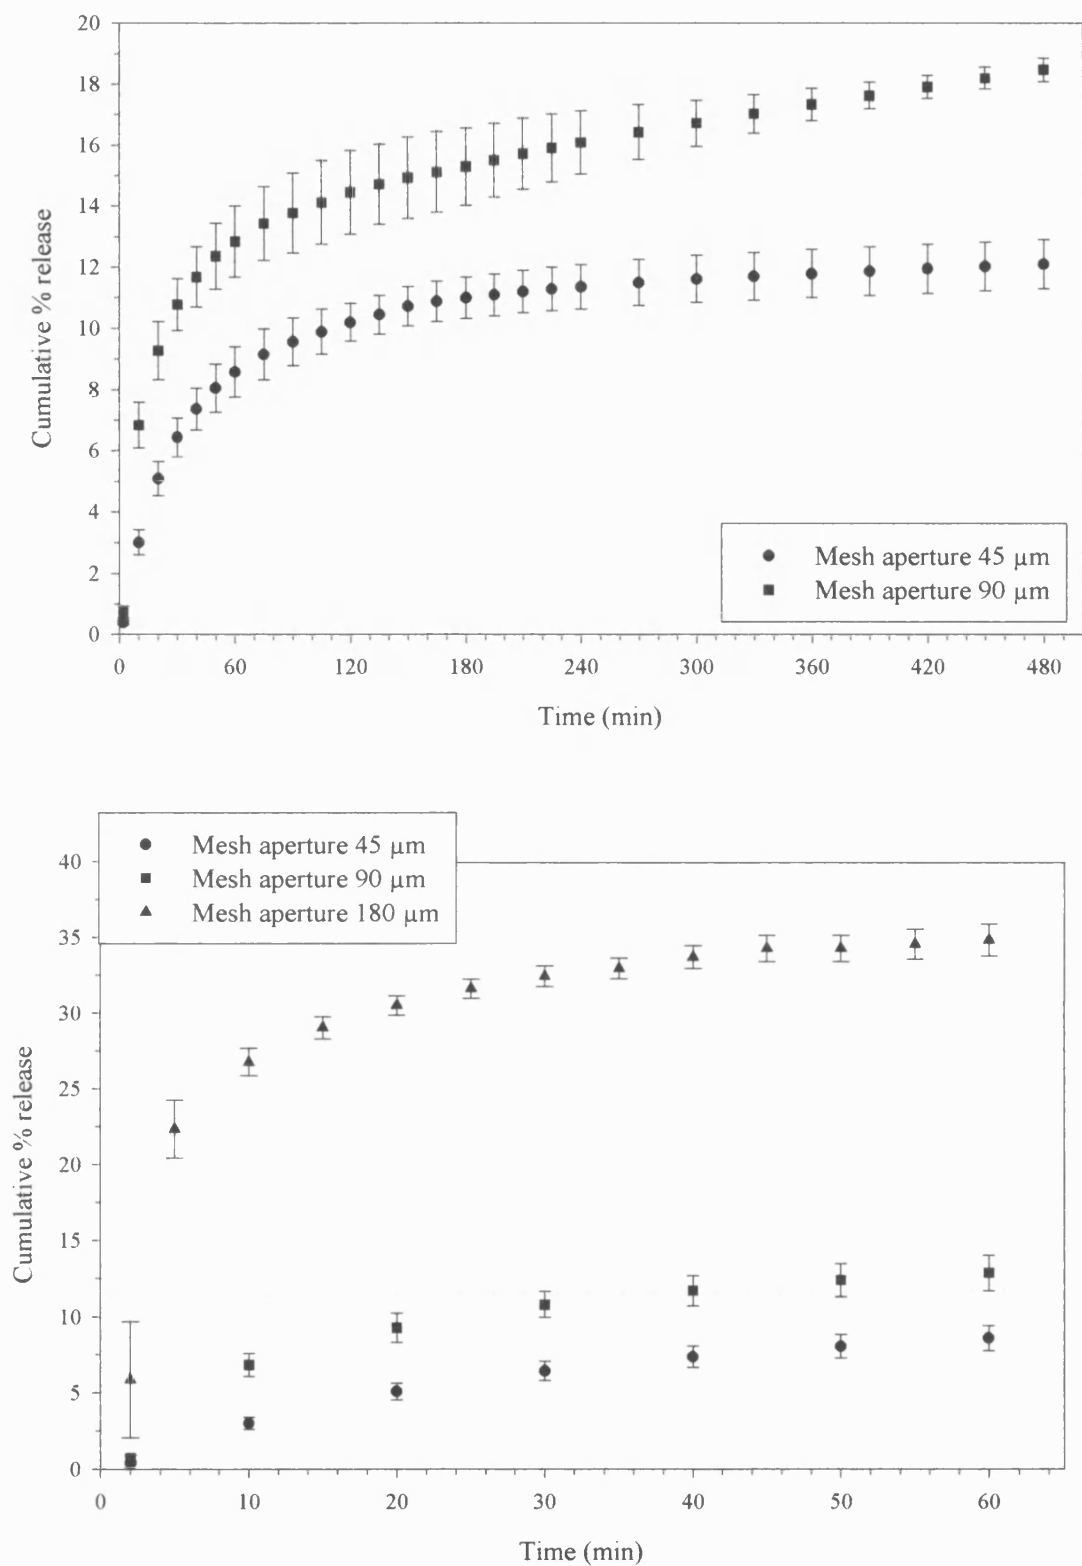 20
18
16
14
12
10
8
6
4
2
0
Cumulative % release
Mesh aperture 45 µm
Mesh aperture 90 µm
0 60 120 180 240 300 360 420 480
Time (min)
Mesh aperture 45 µm
Mesh aperture 90 µm
Mesh aperture 180 µm
40
35
30
25
20
15
10
5
0
Cumulative % release
0 10 20 30 40 50 60
Time (min)